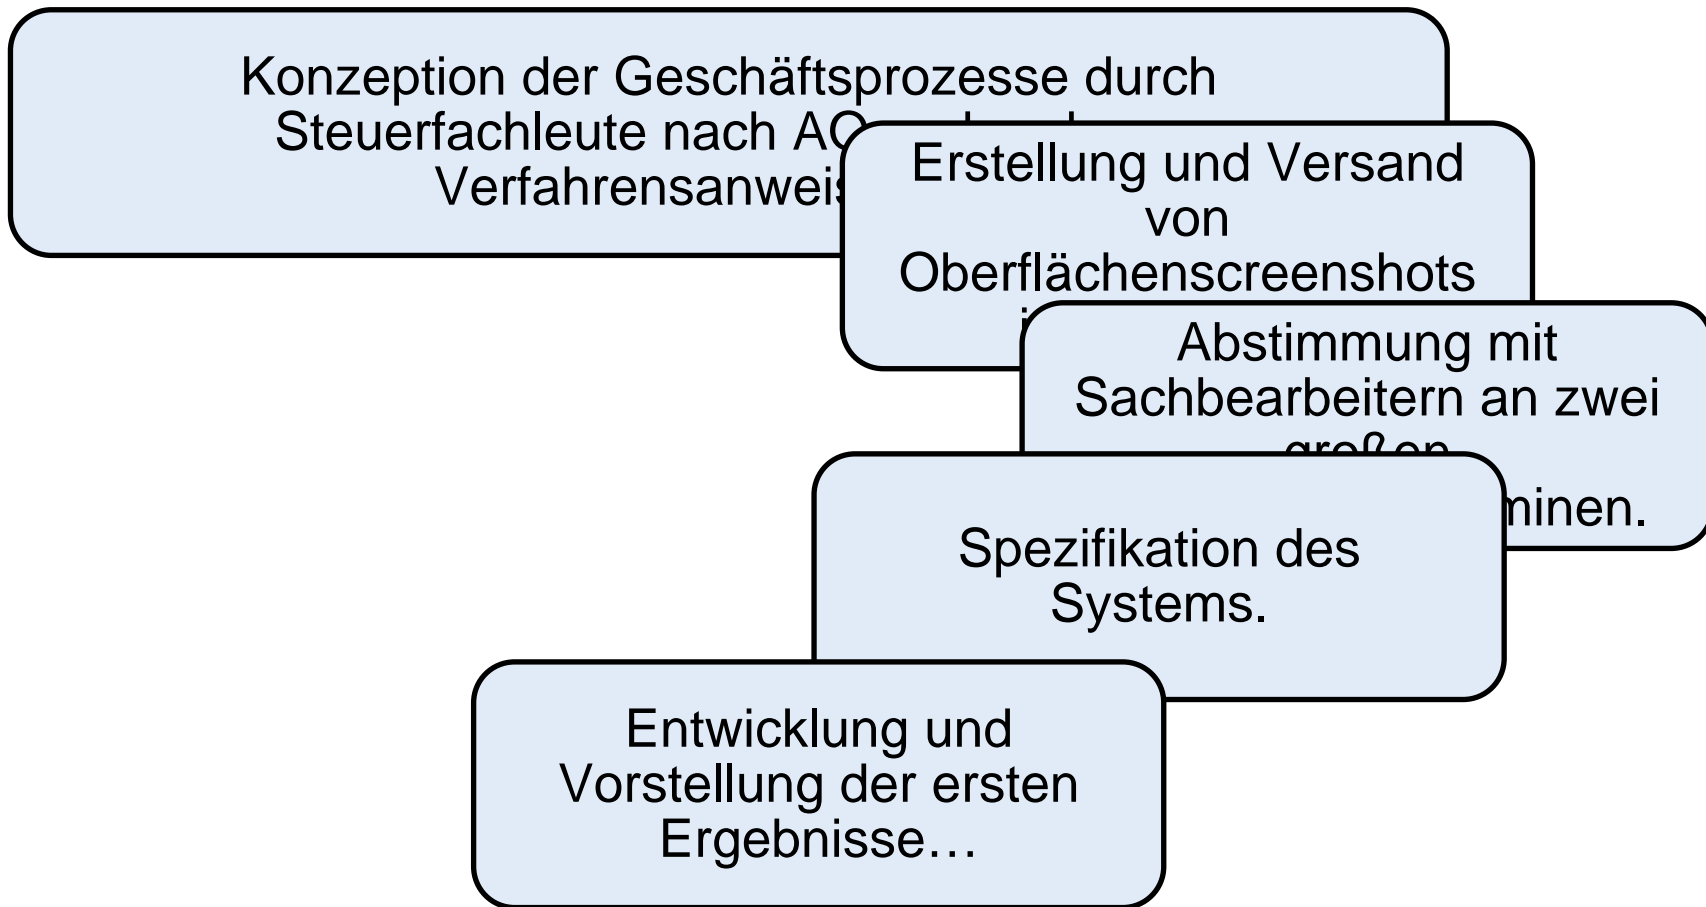 Konzeption der Geschäftsprozesse durch
Steuerfachleute nach AO
Verfahrensanweis
Erstellung und Versand
von
Oberflächenscreenshots
Abstimmung mit
Sachbearbeitern an zwei
großen
minen.
Spezifikation des
Systems.
Entwicklung und
Vorstellung der ersten
Ergebnisse…